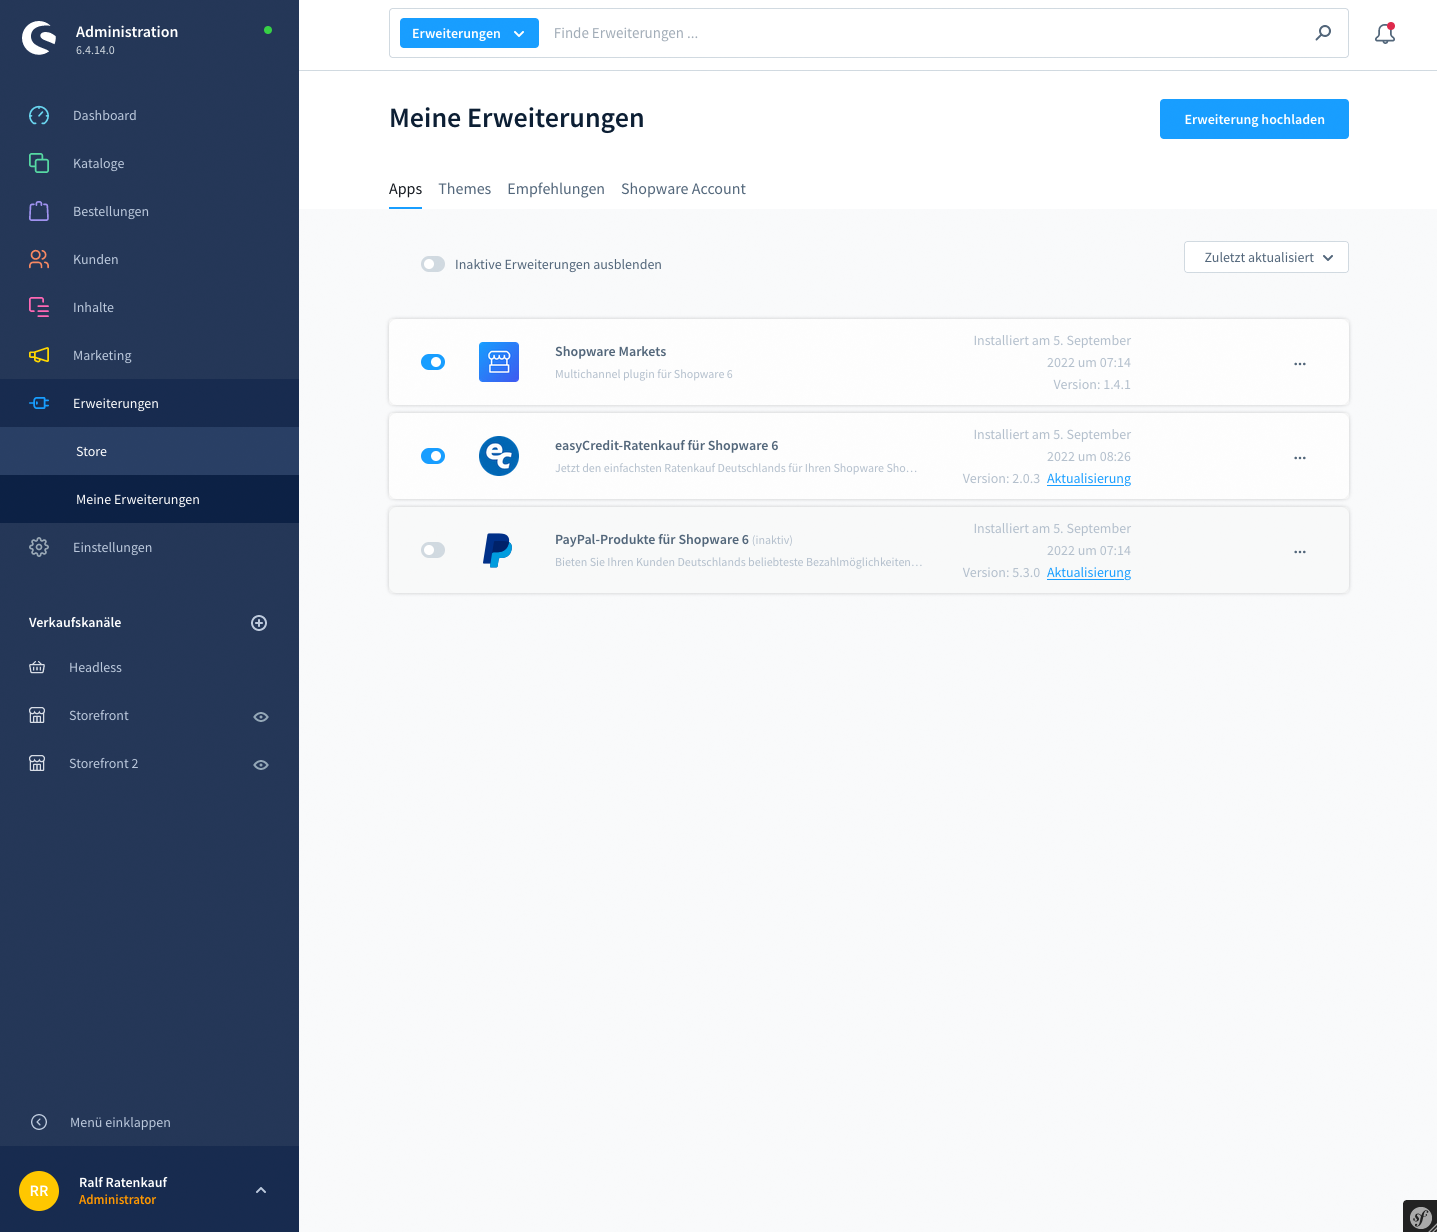 Administration
6.4.14.0
Dashboard
Kataloge
Bestellungen
Kunden
Inhalte
Marketing
Erweiterungen
Store
Meine Erweiterungen
Einstellungen
Verkaufskanäle
Headless
Storefront
Storefront 2
Menü einklappen
RR
Ralf Ratenkauf
Administrator
Erweiterungen
Finde Erweiterungen ...
Meine Erweiterungen
Erweiterung hochladen
Apps Themes Empfehlungen Shopware Account
Inaktive Erweiterungen ausblenden
Zuletzt aktualisiert
Shopware Markets
Multichannel plugin für Shopware 6
Installiert am 5. September
2022 um 07:14
Version: 1.4.1
ec
easyCredit-Ratenkauf für Shopware 6
Jetzt den einfachsten Ratenkauf Deutschlands für Ihren Shopware Sho...
Installiert am 5. September
2022 um 08:26
Version: 2.0.3 Aktualisierung
PayPal-Produkte für Shopware 6 (inaktiv)
Bieten Sie Ihren Kunden Deutschlands beliebteste Bezahlmöglichkeiten...
Installiert am 5. September
2022 um 07:14
Version: 5.3.0 Aktualisierung
sf